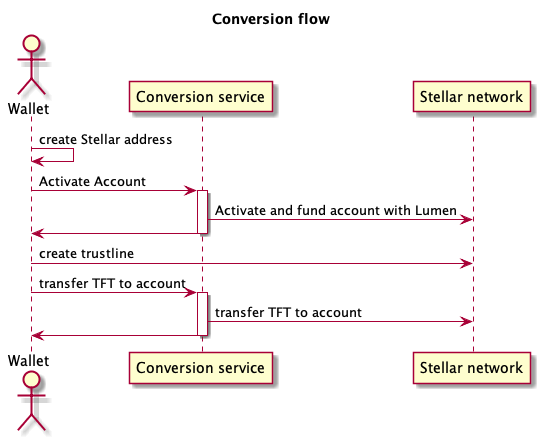 Conversion flow
Wallet
Conversion service
Stellar network
create Stellar address
Activate Account
Activate and fund account with Lumen
create trustline
transfer TFT to account
transfer TFT to account
Wallet
Conversion service
Stellar network